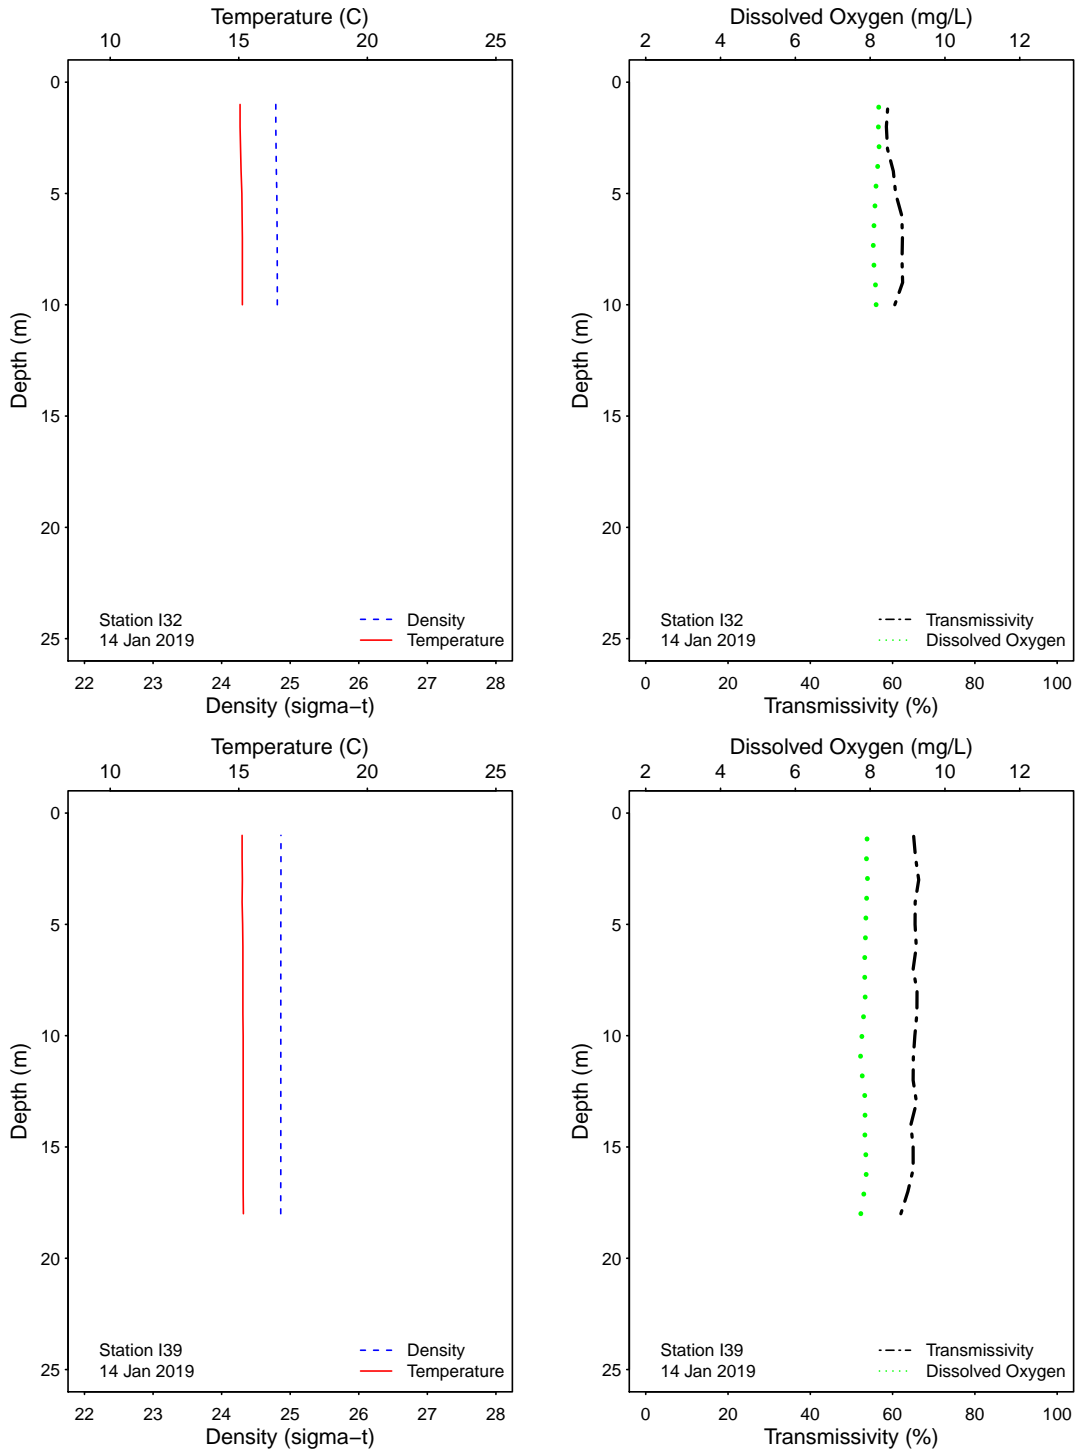 Temperature (C)
10 15 20 25
0
5
10
15
20
25
Depth (m)
Station I32
14 Jan 2019
Density
Temperature
22 23 24 25 26 27 28
Density (sigma−t)
Dissolved Oxygen (mg/L)
2 4 6 8 10 12
0
5
10
15
20
25
Depth (m)
Station I32
14 Jan 2019
Transmissivity
Dissolved Oxygen
0 20 40 60 80 100
Transmissivity (%)
Temperature (C)
10 15 20 25
0
5
10
15
20
25
Depth (m)
Station I39
14 Jan 2019
Density
Temperature
22 23 24 25 26 27 28
Density (sigma−t)
Dissolved Oxygen (mg/L)
2 4 6 8 10 12
0
5
10
15
20
25
Depth (m)
Station I39
14 Jan 2019
Transmissivity
Dissolved Oxygen
0 20 40 60 80 100
Transmissivity (%)